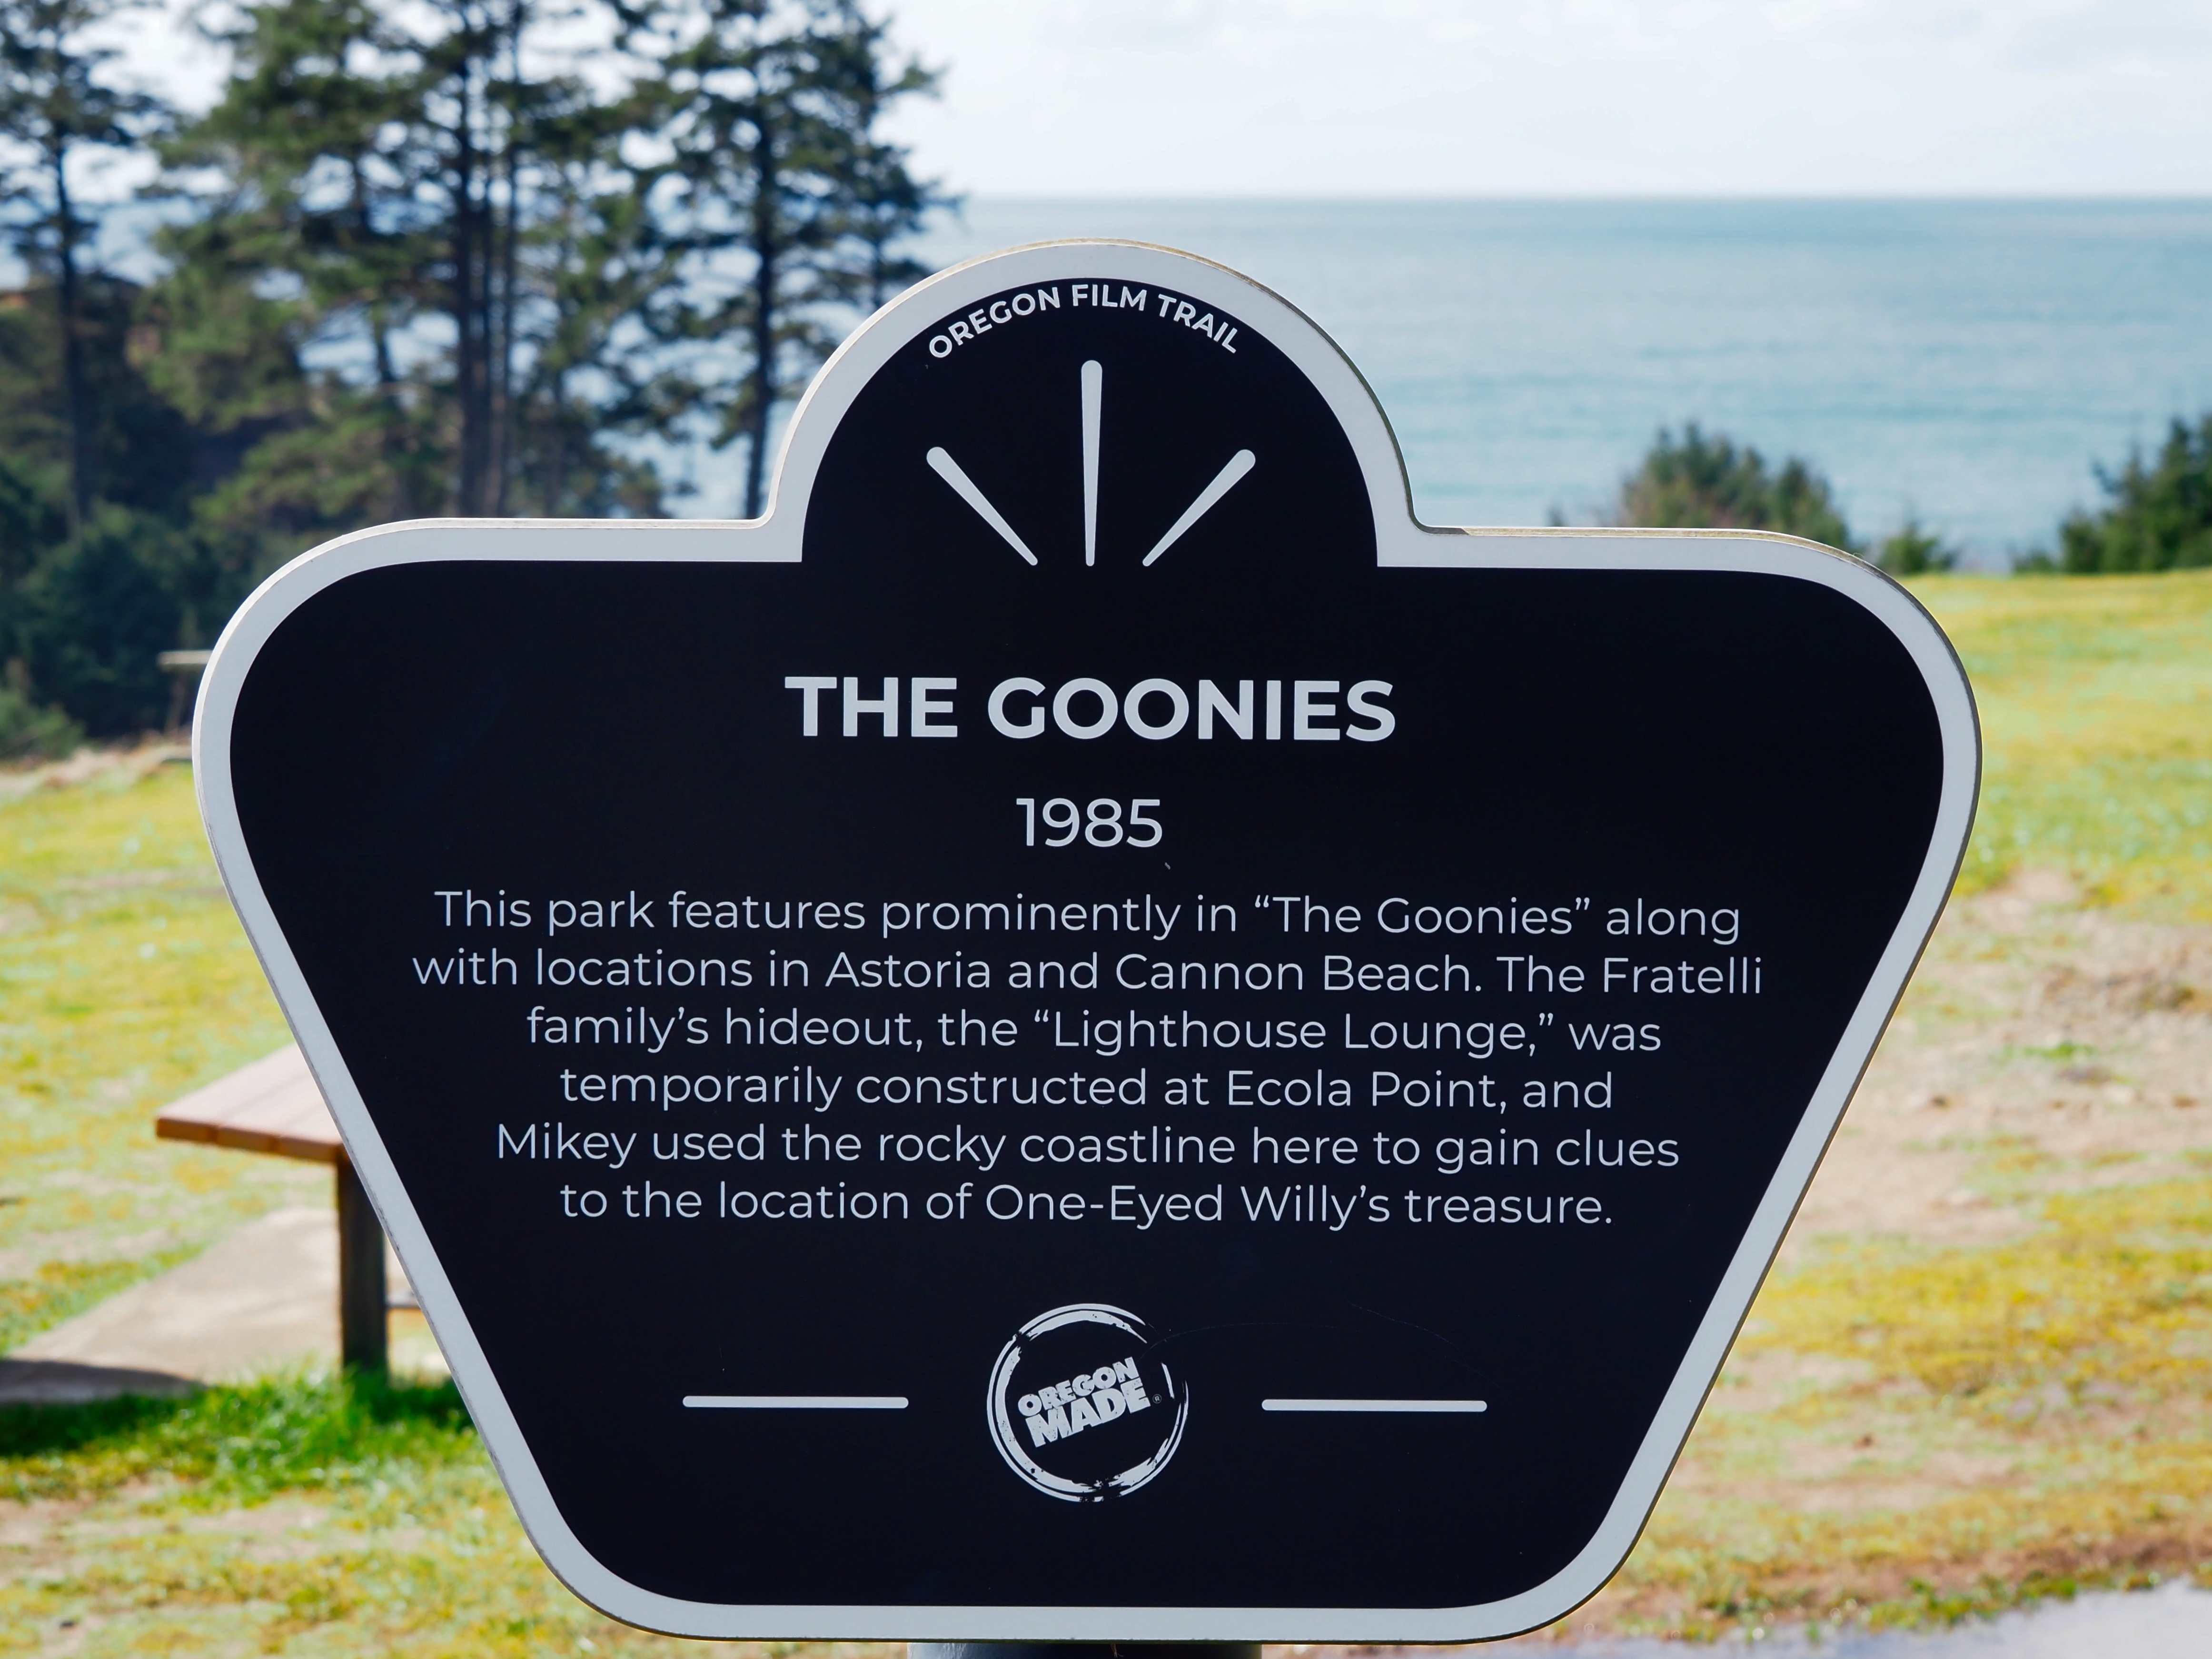 OREGON FILM TRAIL
THE GOONIES
1985
This park features prominently in “The Goonies” along
with locations in Astoria and Cannon Beach. The Fratelli
family’s hideout, the “Lighthouse Lounge,” was
temporarily constructed at Ecola Point, and
Mikey used the rocky coastline here to gain clues
to the location of One-Eyed Willy’s treasure.
OREGON
MADE®